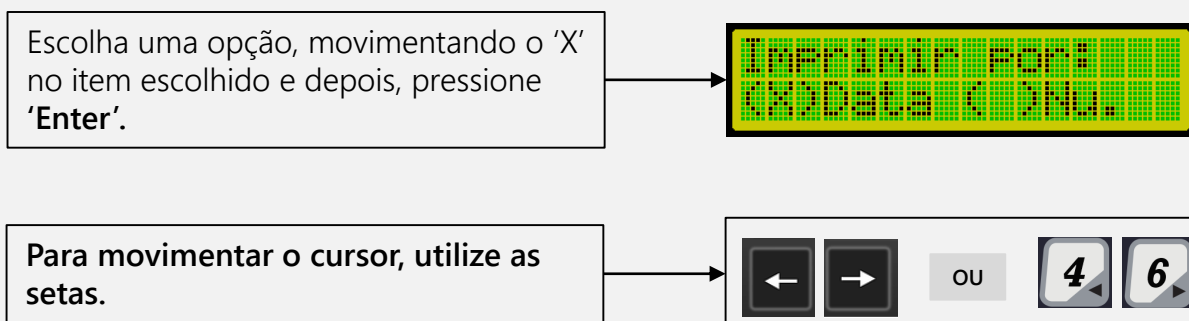 Escolha uma opção, movimentando o ‘X’
no item escolhido e depois, pressione
‘Enter’.
Imprimir por:
(X)Data ( )Nu.
Para movimentar o cursor, utilize as
setas.
← → OU 4 6